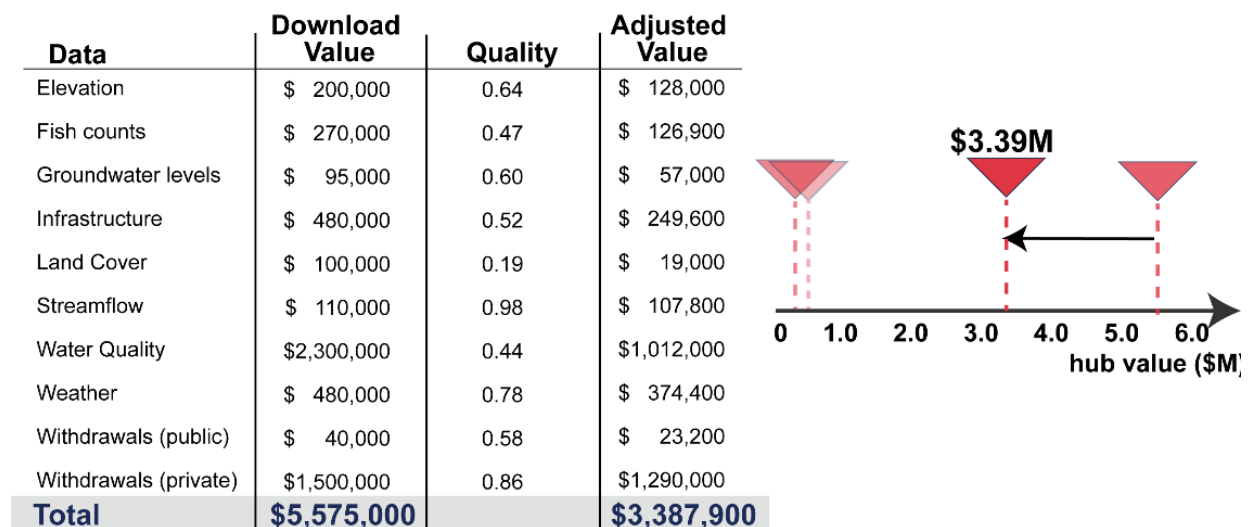 Data Download Value Quality Adjusted Value
Elevation $ 200,000 0.64 $ 128,000
Fish counts $ 270,000 0.47 $ 126,900
Groundwater levels $ 95,000 0.60 $ 57,000
Infrastructure $ 480,000 0.52 $ 249,600
Land Cover $ 100,000 0.19 $ 19,000
Streamflow $ 110,000 0.98 $ 107,800
Water Quality $2,300,000 0.44 $1,012,000
Weather $ 480,000 0.78 $ 374,400
Withdrawals (public) $ 40,000 0.58 $ 23,200
Withdrawals (private) $1,500,000 0.86 $1,290,000
Total $5,575,000 $3,387,900
$3.39M
0 1.0 2.0 3.0 4.0 5.0 6.0
hub value ($M)